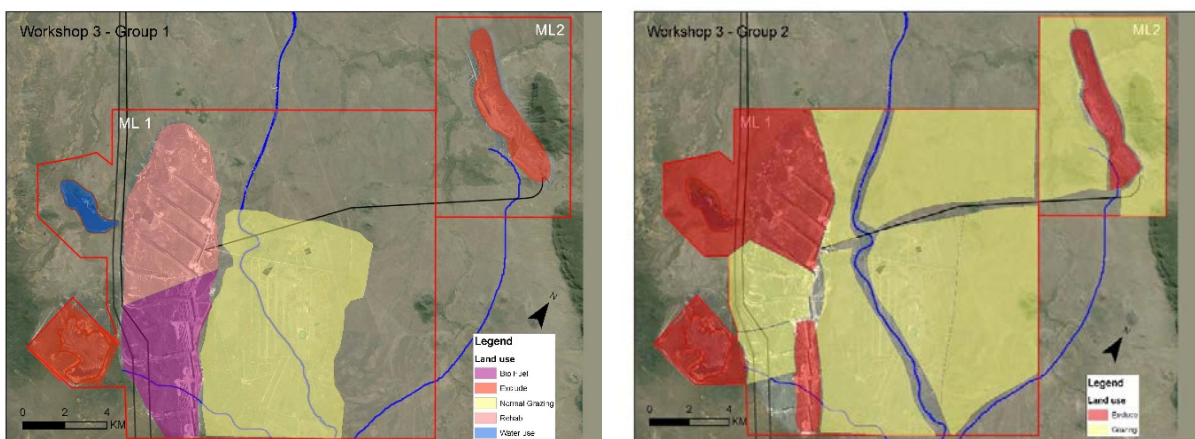 Workshop 3 - Group 1
ML2
ML 1
N
Legend
Land use
Bio Fuel
Exclude
Normal Grazing
Rehab
Water use
0 2 4
KM
Workshop 3 - Group 2
ML2
ML 1
N
Legend
Land use
Exclude
Grazing
0 2 4
KM